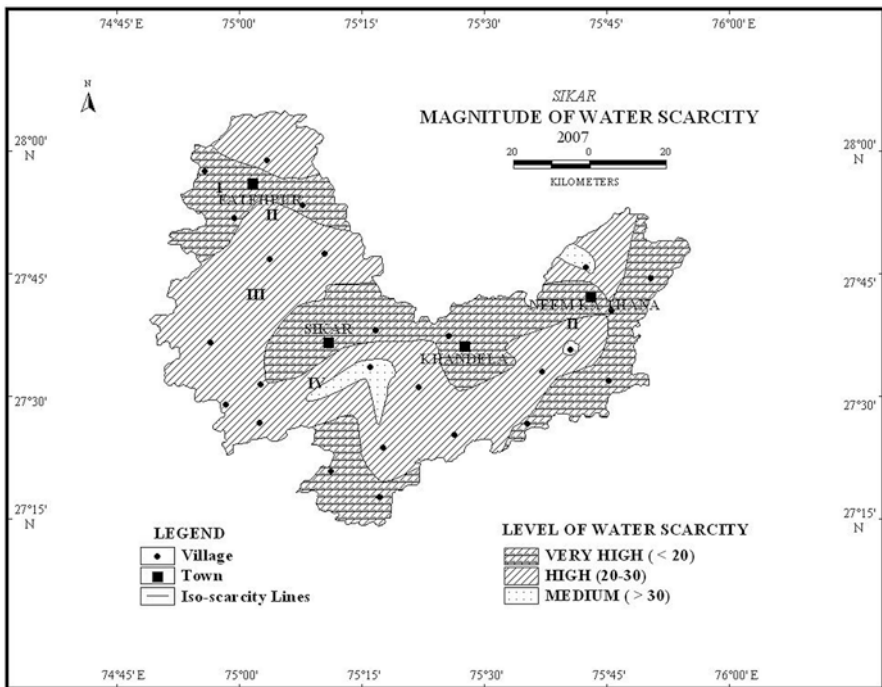 74°45' E 75°00' 75°15' 75°30' 75°45' 76°00'
N
SIKAR
MAGNITUDE OF WATER SCARCITY
2007
20 0 20
KILOMETERS
28°00'
N
28°00'
N
I
FATEHPUR
II
27°45'
27°45'
III
NEEM KA THANA
II
SIKAR
KHANDELA
IV
27°30'
27°30'
27°15'
N
27°15'
N
LEGEND
Village
Town
Iso-scarcity Lines
LEVEL OF WATER SCARCITY
VERY HIGH ( < 20)
HIGH (20-30)
MEDIUM ( > 30)
74°45' E 75°00' 75°15' 75°30' 75°45' 76°00'